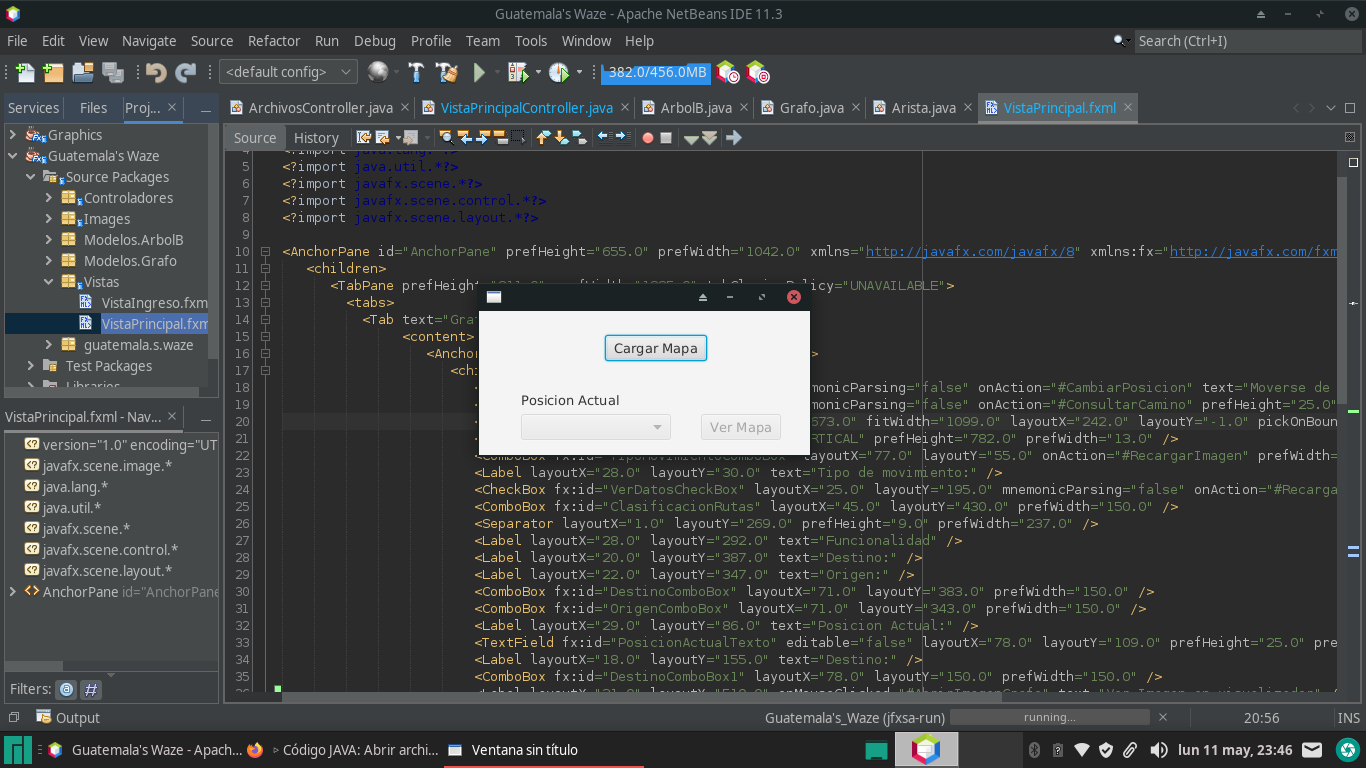 Guatemala's Waze - Apache NetBeans IDE 11.3
File Edit View Navigate Source Refactor Run Debug Profile Team Tools Window Help
Search (Ctrl+I)
<default config>
382.0/456.0MB
Services Files Proj...
ArchivosController.java VistaPrincipalController.java ArbolB.java Grafo.java Arista.java VistaPrincipal.fxml
Source History
Graphics
Guatemala's Waze
Source Packages
Controladores
Images
Modelos.ArbolB
Modelos.Grafo
Vistas
VistaIngreso.fxm
VistaPrincipal.fxm
guatemala.s.waze
Test Packages
Libraries
VistaPrincipal.fxml - Nav...
version="1.0" encoding="UT
javafx.scene.image.*
java.lang.*
java.util.*
javafx.scene.*
javafx.scene.control.*
javafx.scene.layout.*
AnchorPane id="AnchorPane
Filters:
4 <?import java.lang.*?>
5 <?import java.util.*?>
6 <?import javafx.scene.*?>
7 <?import javafx.scene.control.*?>
8 <?import javafx.scene.layout.*?>
9
10 <AnchorPane id="AnchorPane" prefHeight="655.0" prefWidth="1042.0" xmlns="http://javafx.com/javafx/8" xmlns:fx="http://javafx.com/fxm
11 <children>
12 <TabPane prefHeigh Policy="UNAVAILABLE">
13 <tabs>
14 <Tab text="Gra
15 <content>
16 <Anchor >
17 <ch
18 monicParsing="false" onAction="#CambiarPosicion" text="Moverse de
19 monicParsing="false" onAction="#ConsultarCamino" prefHeight="25.0"
20 573.0" fitWidth="1099.0" layoutX="242.0" layoutY="-1.0" pickOnBoun
21 RTICAL" prefHeight="782.0" prefWidth="13.0" />
22 <ComboBox fx:id="TipoMovimientoComboBox" layoutX="77.0" layoutY="55.0" onAction="#RecargarImagen" prefWidth=
23 <Label layoutX="28.0" layoutY="30.0" text="Tipo de movimiento:" />
24 <CheckBox fx:id="VerDatosCheckBox" layoutX="25.0" layoutY="195.0" mnemonicParsing="false" onAction="#Recarga
25 <ComboBox fx:id="ClasificacionRutas" layoutX="45.0" layoutY="430.0" prefWidth="150.0" />
26 <Separator layoutX="1.0" layoutY="269.0" prefHeight="9.0" prefWidth="237.0" />
27 <Label layoutX="28.0" layoutY="292.0" text="Funcionalidad" />
28 <Label layoutX="20.0" layoutY="387.0" text="Destino:" />
29 <Label layoutX="22.0" layoutY="347.0" text="Origen:" />
30 <ComboBox fx:id="DestinoComboBox" layoutX="71.0" layoutY="383.0" prefWidth="150.0" />
31 <ComboBox fx:id="OrigenComboBox" layoutX="71.0" layoutY="343.0" prefWidth="150.0" />
32 <Label layoutX="29.0" layoutY="86.0" text="Posicion Actual:" />
33 <TextField fx:id="PosicionActualTexto" editable="false" layoutX="78.0" layoutY="109.0" prefHeight="25.0" pre
34 <Label layoutX="18.0" layoutY="155.0" text="Destino:" />
35 <ComboBox fx:id="DestinoComboBox1" layoutX="78.0" layoutY="150.0" prefWidth="150.0" />
Cargar Mapa
Posicion Actual
Ver Mapa
Output
Guatemala's_Waze (jfxsa-run) running...
20:56 INS
Guatemala's Waze - Apach...
> Código JAVA: Abrir archi...
Ventana sin título
lun 11 may, 23:46